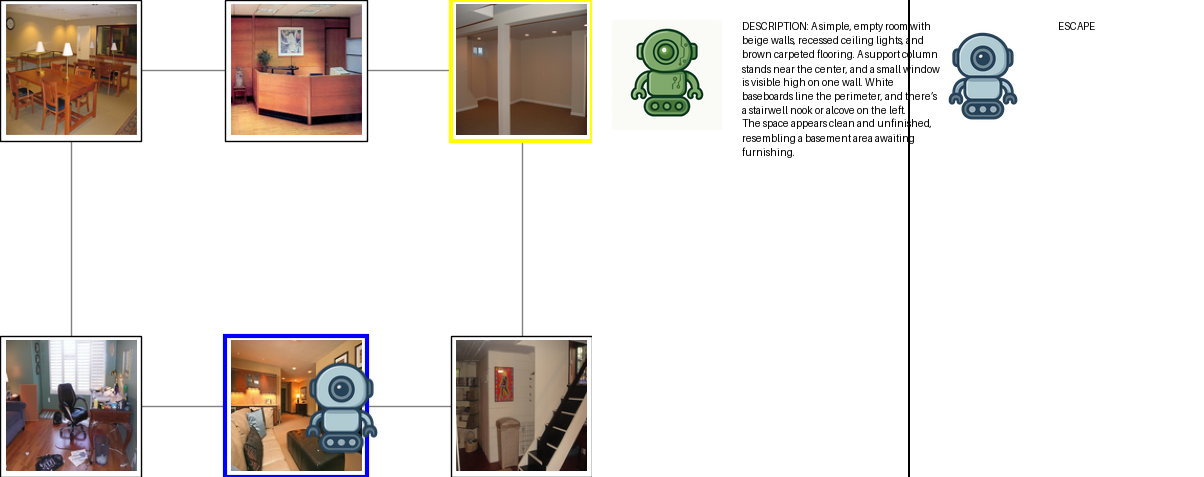 DESCRIPTION: A simple, empty room with
beige walls, recessed ceiling lights, and
brown carpeted flooring. A support column
stands near the center, and a small window
is visible high on one wall. White
baseboards line the perimeter, and there's
a stairwell nook or alcove on the left.
The space appears clean and unfinished,
resembling a basement area awaiting
furnishing.
ESCAPE